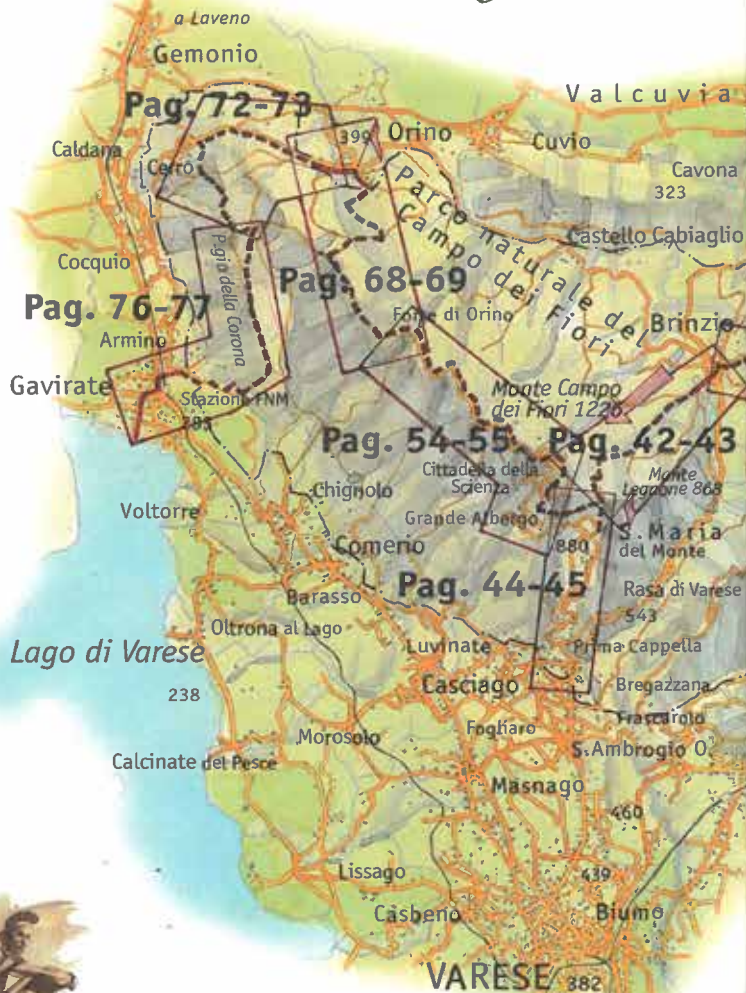 a Laveno
Gemonio
Valcuvia
Pag. 72-73
399
Orino
Cuvio
Caldana
Cerro
Cavona
323
Parco naturale del
Campo dei Fiori
Castello Cabiaglio
Cocquio
Poggio della Corona
Pag. 68-69
Pag. 76-77
Forte di Orino
Brinzio
Armino
Gavirate
Stazione FNM
Monte Campo
dei Fiori 1226
Pag. 54-55
Pag. 42-43
Cittadella della
Scienza
Monte
Legnone 868
Chignolo
Voltorre
Grande Albergo
S. Maria
del Monte
880
Comerio
Pag. 44-45
Rasa di Varese
543
Barasso
Oltrona al Lago
Luvinate
Prima Cappella
Lago di Varese
Casciago
Bregazzana
238
Fogliaro
Frascarolo
Morosolo
S. Ambrogio O.
Calcinate del Pesce
Masnago
460
Lissago
439
Casbeno
Biumo
VARESE
382